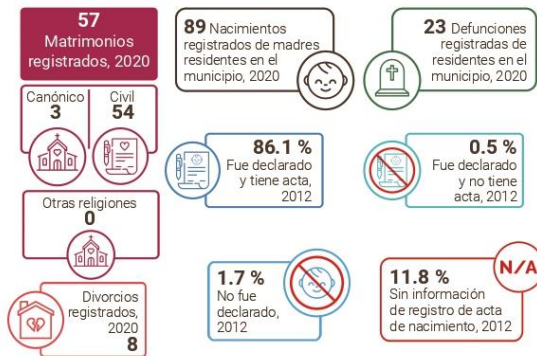 57
Matrimonios
registrados, 2020
Canónico
3
Civil
54
Otras religiones
0
Divorcios
registrados,
2020
8
89 Nacimientos
registrados de madres
residentes en el
municipio, 2020
23 Defunciones
registradas de
residentes en el
municipio, 2020
86.1 %
Fue declarado
y tiene acta,
2012
0.5 %
Fue declarado
y no tiene
acta, 2012
1.7 %
No fue
declarado,
2012
11.8 %
Sin información
de registro de acta
de nacimiento, 2012
N/A